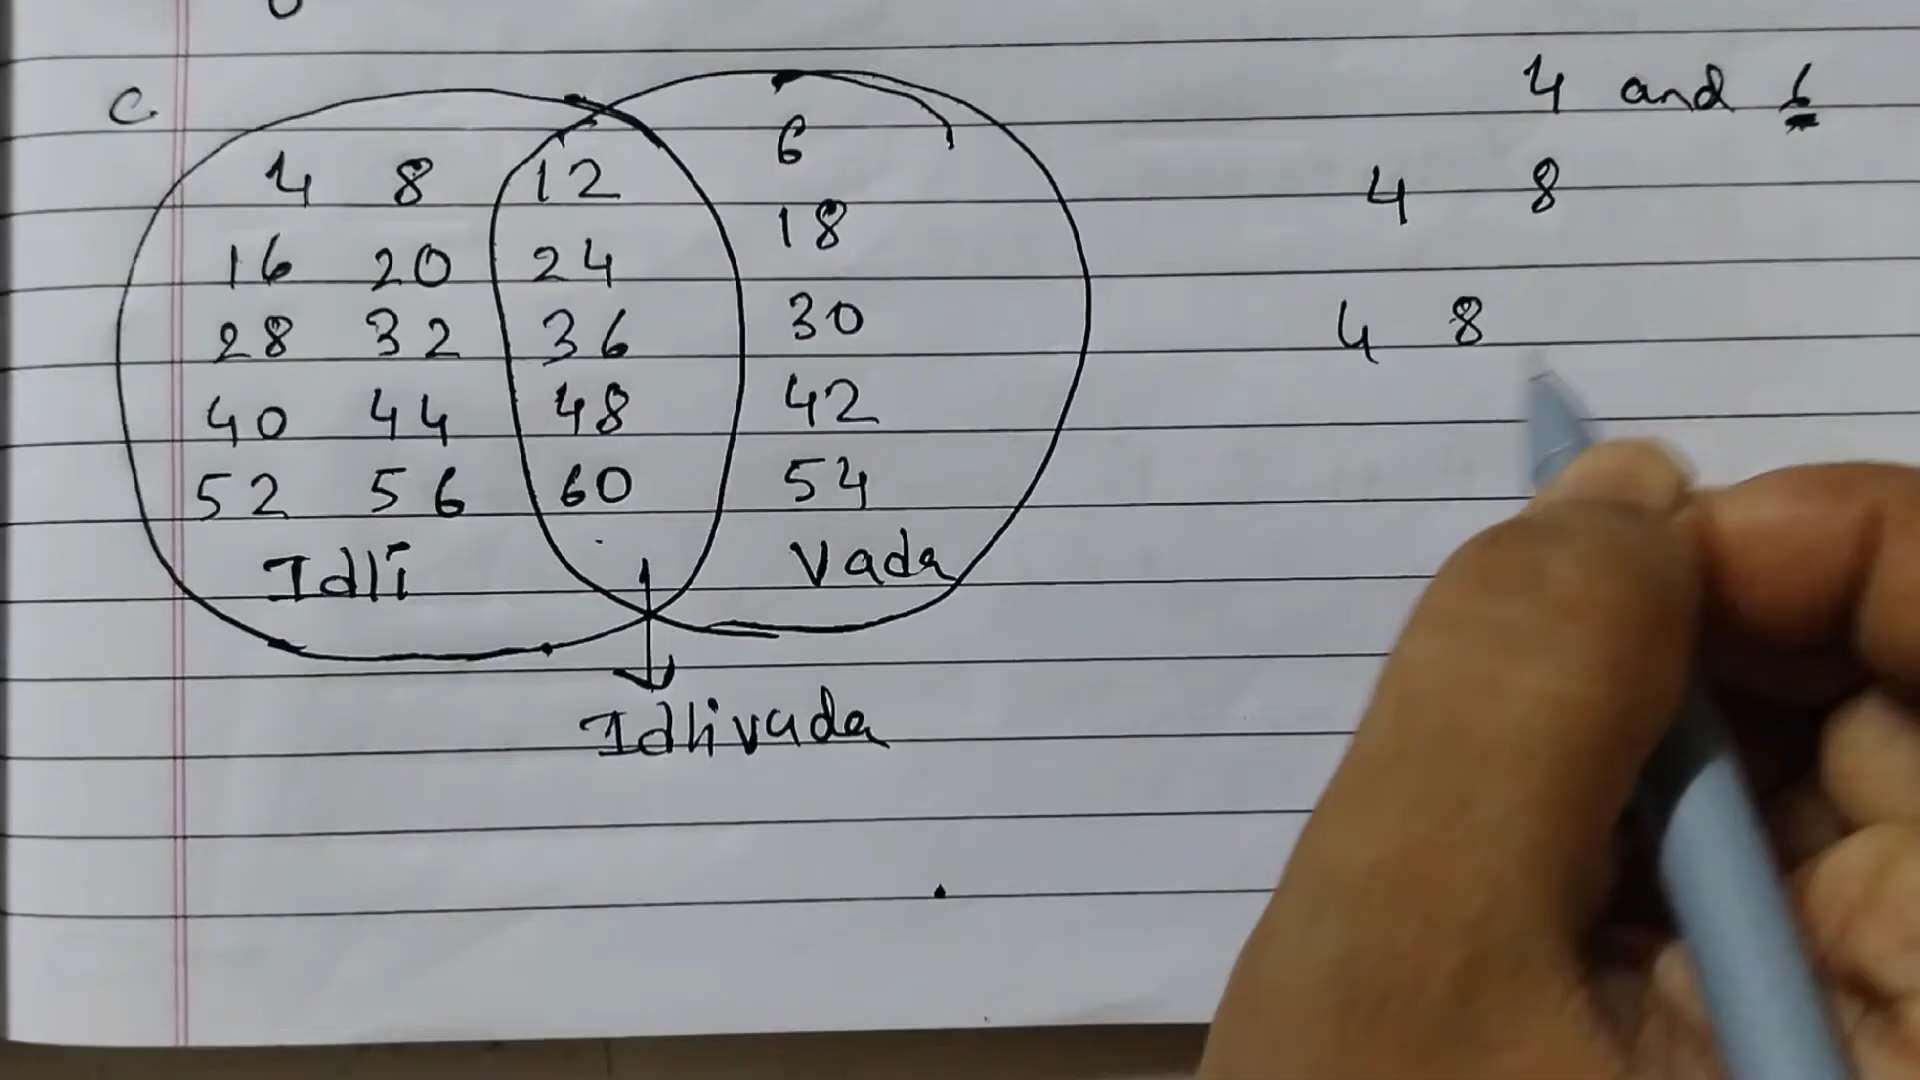 C.
4 8 12 6
16 20 24 18
28 32 36 30
40 44 48 42
52 56 60 54
Idli Vada
Idlivada
4 and 6
4 8
4 8